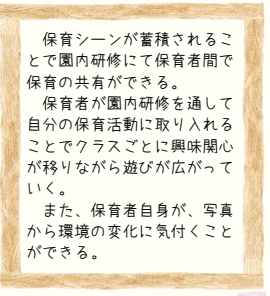 保育シーンが蓄積されるこ
とで園内研修にて保育者間で
保育の共有ができる。
　保育者が園内研修を通して
自分の保育活動に取り入れる
ことでクラスごとに興味関心
が移りながら遊びが広がって
いく。
　また、保育者自身が、写真
から環境の変化に気付くこと
ができる。